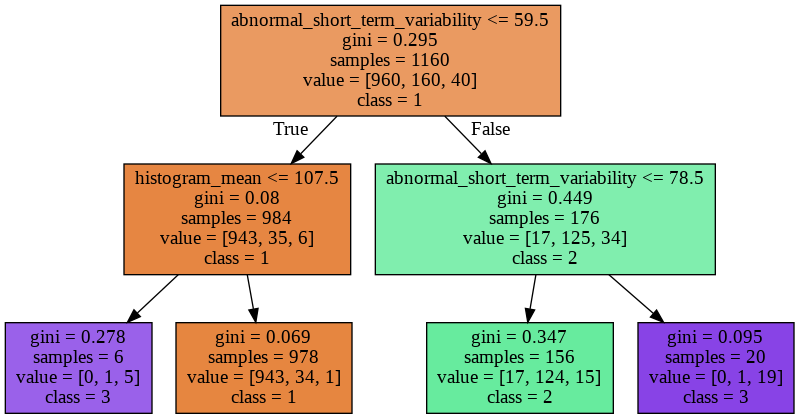 abnormal_short_term_variability <= 59.5
gini = 0.295
samples = 1160
value = [960, 160, 40]
class = 1
True
False
histogram_mean <= 107.5
gini = 0.08
samples = 984
value = [943, 35, 6]
class = 1
abnormal_short_term_variability <= 78.5
gini = 0.449
samples = 176
value = [17, 125, 34]
class = 2
gini = 0.278
samples = 6
value = [0, 1, 5]
class = 3
gini = 0.069
samples = 978
value = [943, 34, 1]
class = 1
gini = 0.347
samples = 156
value = [17, 124, 15]
class = 2
gini = 0.095
samples = 20
value = [0, 1, 19]
class = 3